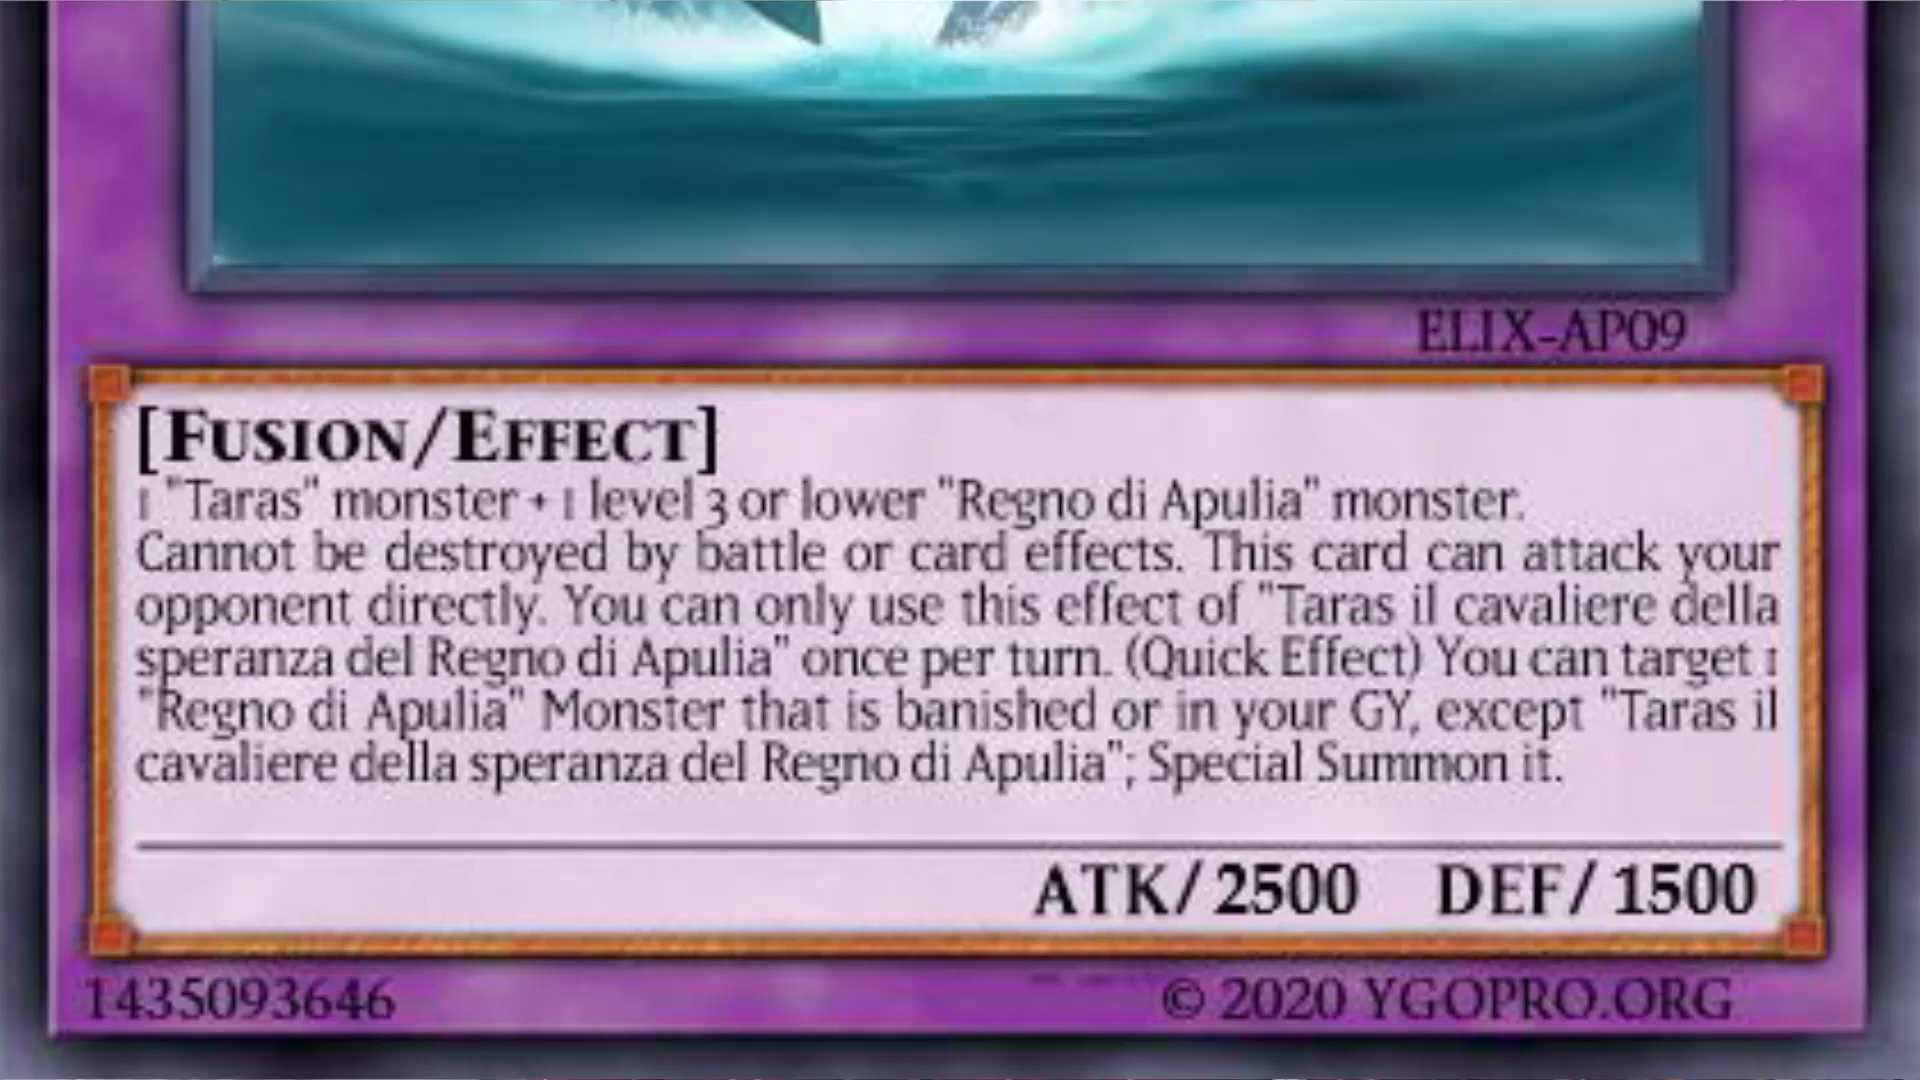 ELIX-AP09
[FUSION/EFFECT]
1 "Taras" monster + 1 level 3 or lower "Regno di Apulia" monster.
Cannot be destroyed by battle or card effects. This card can attack your
opponent directly. You can only use this effect of "Taras il cavaliere della
speranza del Regno di Apulia" once per turn. (Quick Effect) You can target 1
"Regno di Apulia" Monster that is banished or in your GY, except "Taras il
cavaliere della speranza del Regno di Apulia"; Special Summon it.
ATK/2500 DEF/1500
1435093646 © 2020 YGOPRO.ORG